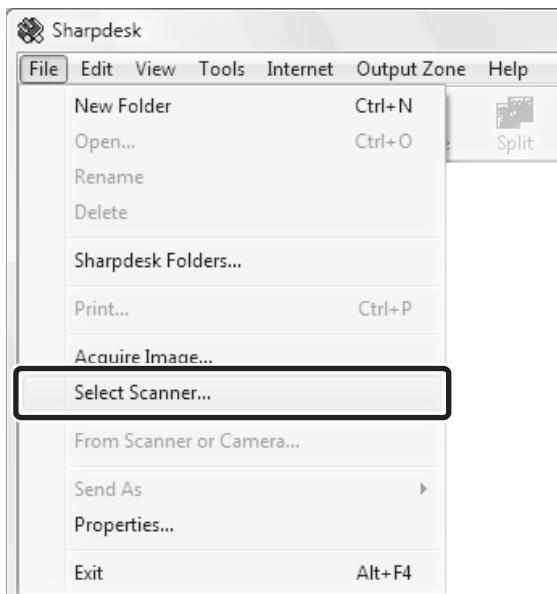 Sharpdesk
File Edit View Tools Internet Output Zone Help
New Folder Ctrl+N
Open... Ctrl+O
Split
Rename
Delete
Sharpdesk Folders...
Print... Ctrl+P
Acquire Image...
Select Scanner...
From Scanner or Camera...
Send As
Properties...
Exit Alt+F4